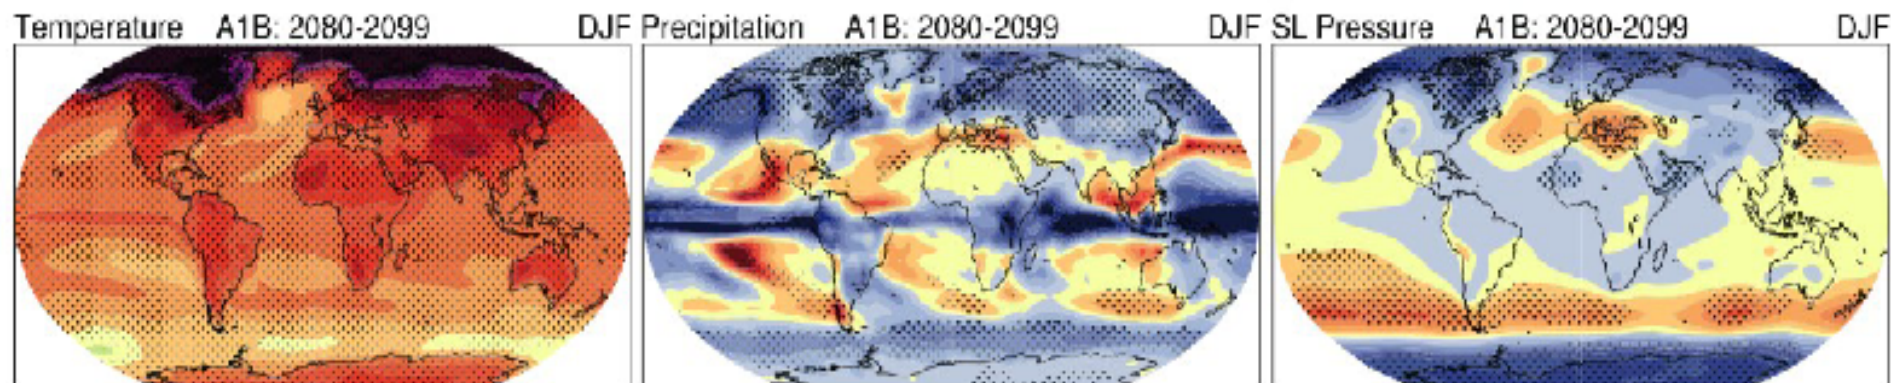 Temperature A1B: 2080-2099 DJF
Precipitation A1B: 2080-2099 DJF
SL Pressure A1B: 2080-2099 DJF